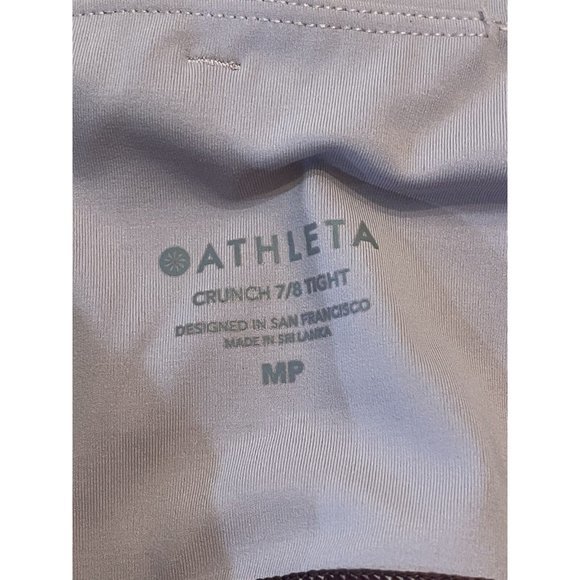 ATHLETA
CRUNCH 7/8 TIGHT
DESIGNED IN SAN FRANCISCO
MADE IN SRI LANKA
MP